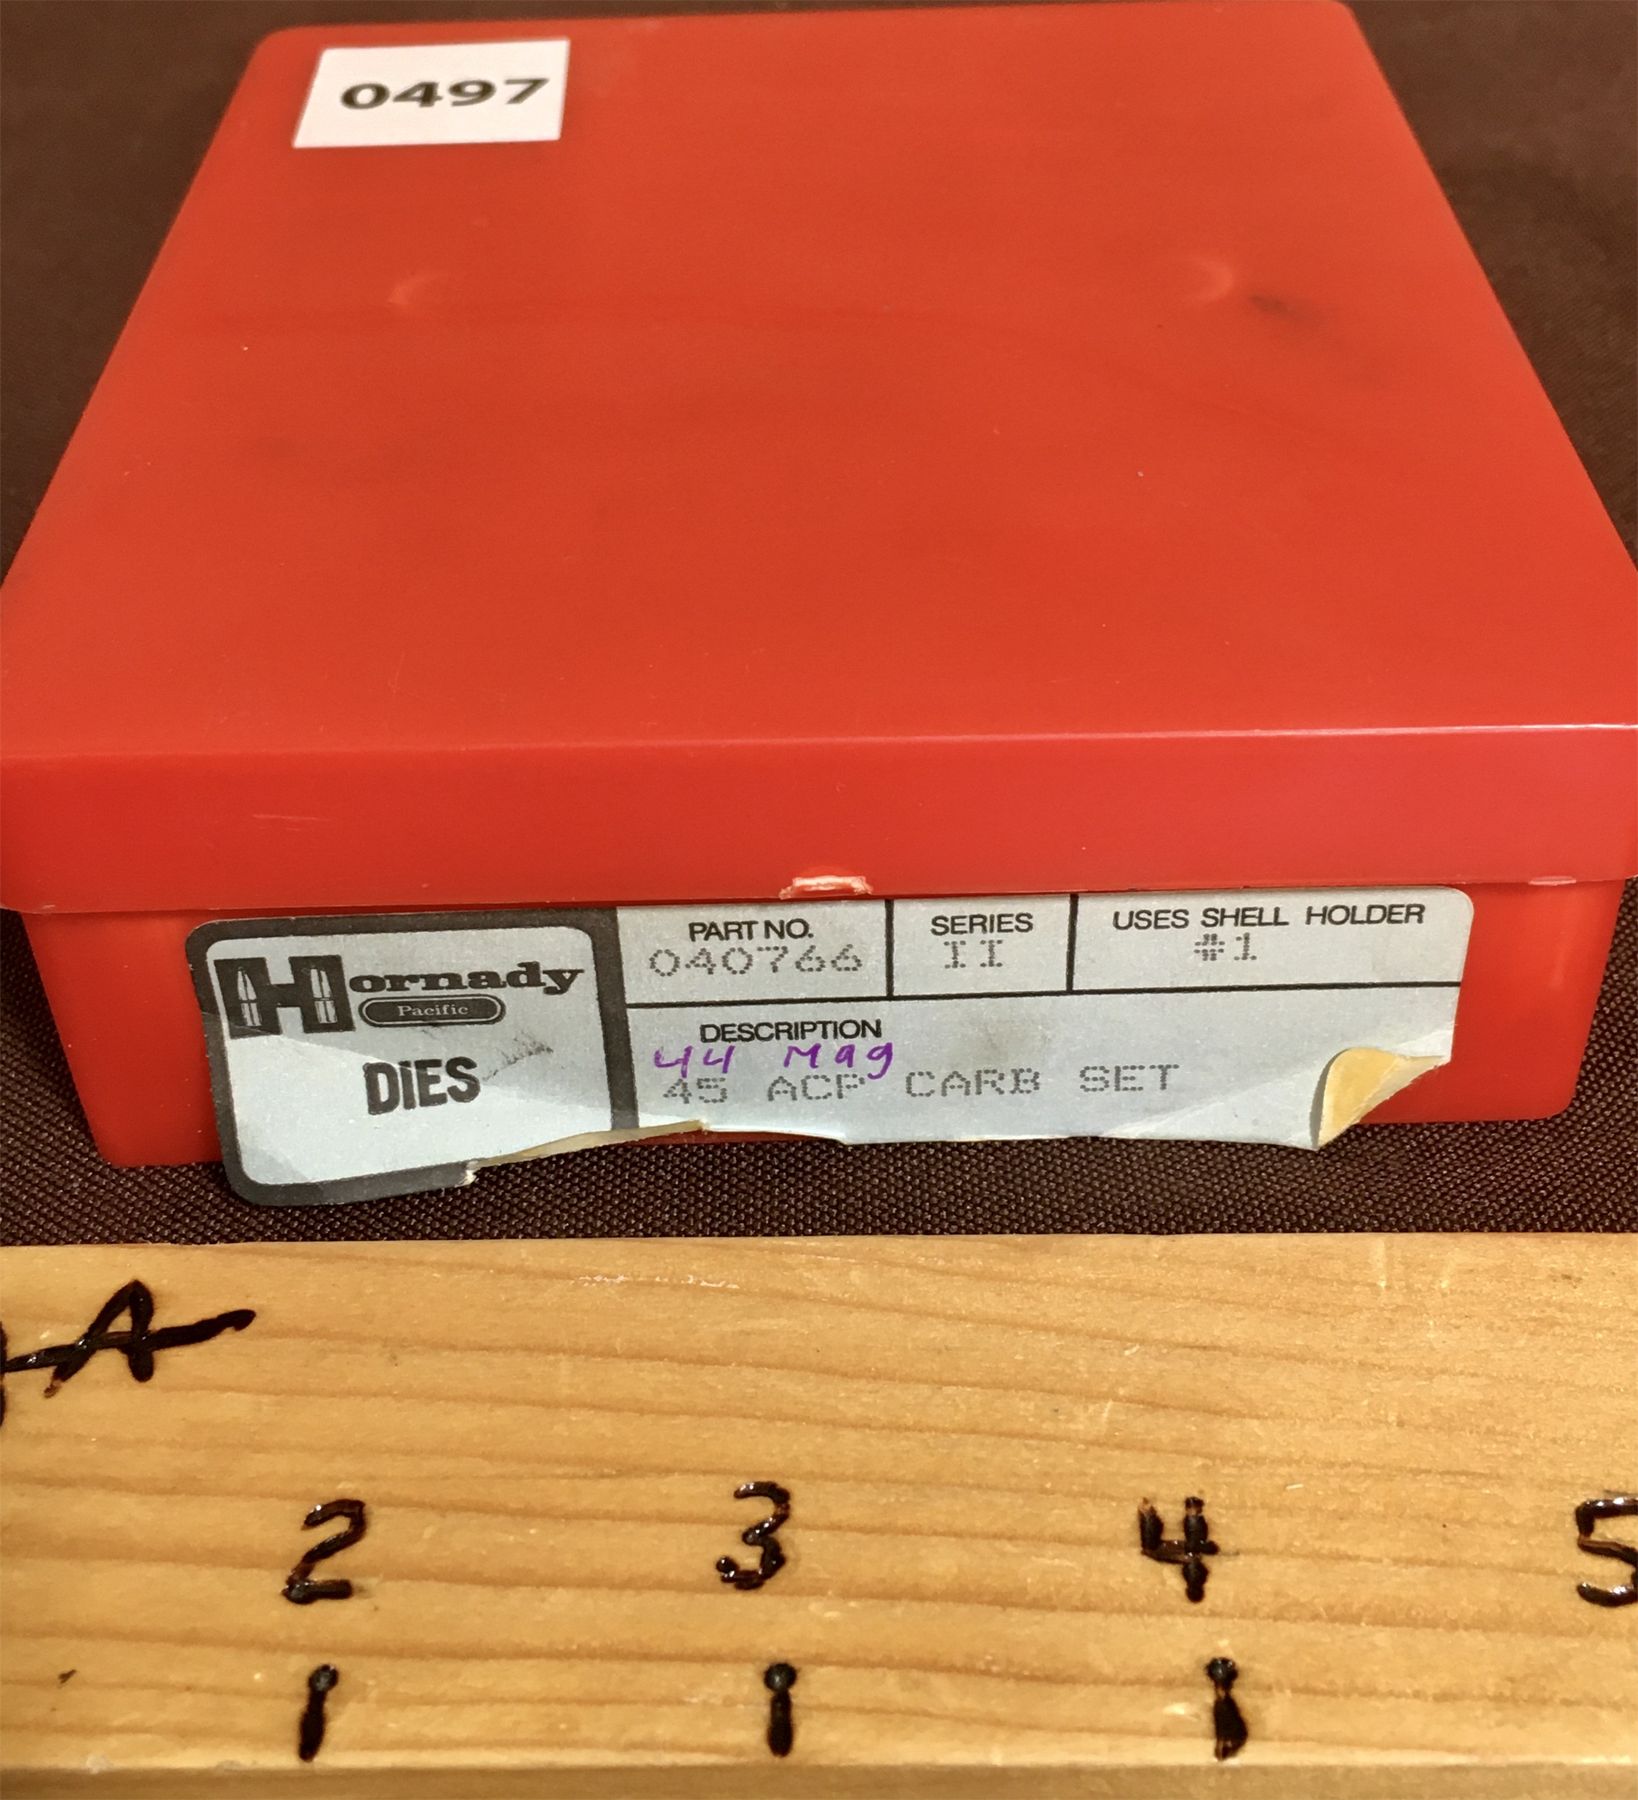 0497
Hornady
Pacific
DIES
PART NO.
040766
SERIES
II
USES SHELL HOLDER
#1
DESCRIPTION
44 Mag
45 ACP CARB SET
A
2 3 4 5